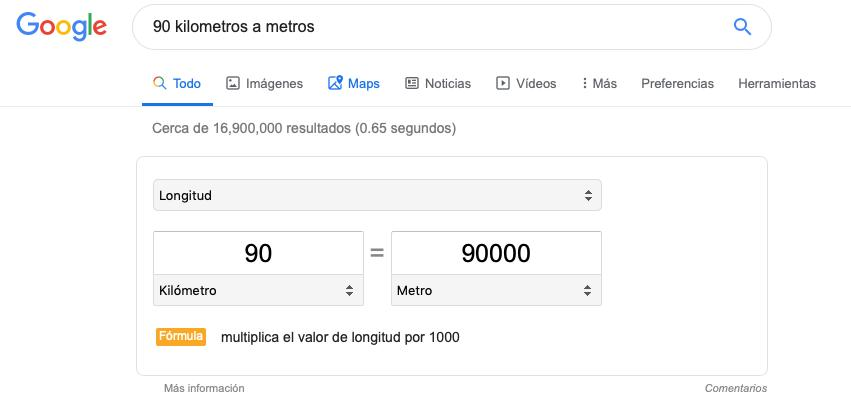 Google 90 kilometros a metros
Todo Imágenes Maps Noticias Vídeos Más Preferencias Herramientas
Cerca de 16,900,000 resultados (0.65 segundos)
Longitud
90 = 90000
Kilómetro Metro
Fórmula multiplica el valor de longitud por 1000
Más información Comentarios